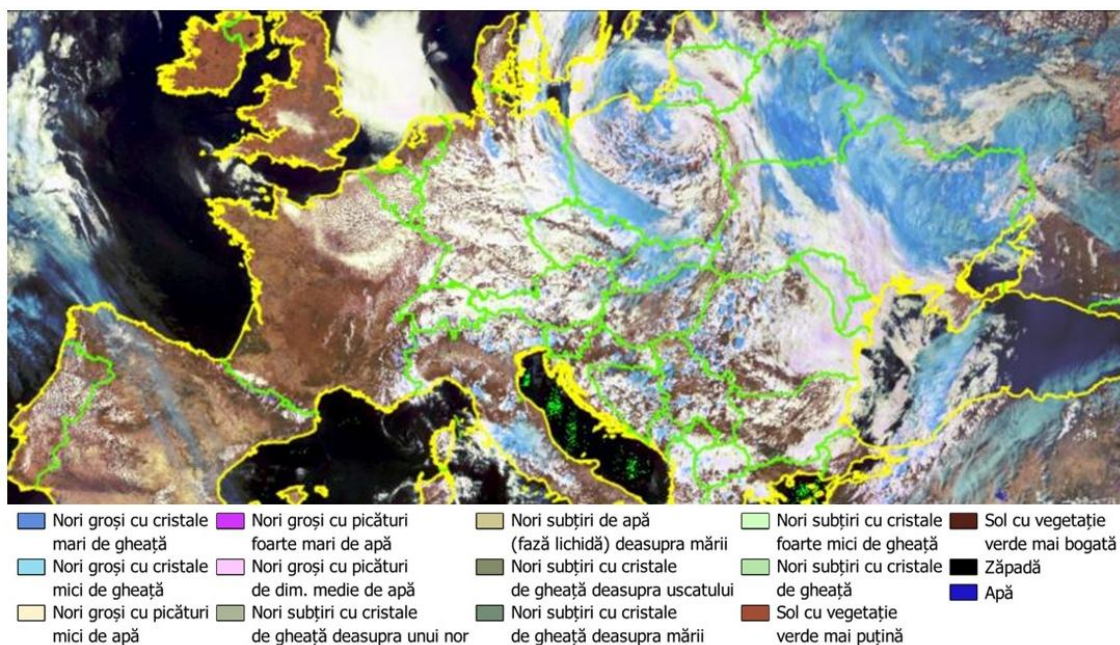 Nori groși cu cristale
mari de gheață
Nori groși cu cristale
mici de gheață
Nori groși cu picături
mici de apă
Nori groși cu picături
foarte mari de apă
Nori groși cu picături
de dim. medie de apă
Nori subțiri cu cristale
de gheață deasupra unui nor
Nori subțiri de apă
(fază lichidă) deasupra mării
Nori subțiri cu cristale
de gheață deasupra uscatului
Nori subțiri cu cristale
de gheață deasupra mării
Nori subțiri cu cristale
foarte mici de gheață
Nori subțiri cu cristale
de gheață
Sol cu vegetație
verde mai puțină
Sol cu vegetație
verde mai bogată
Zăpadă
Apă